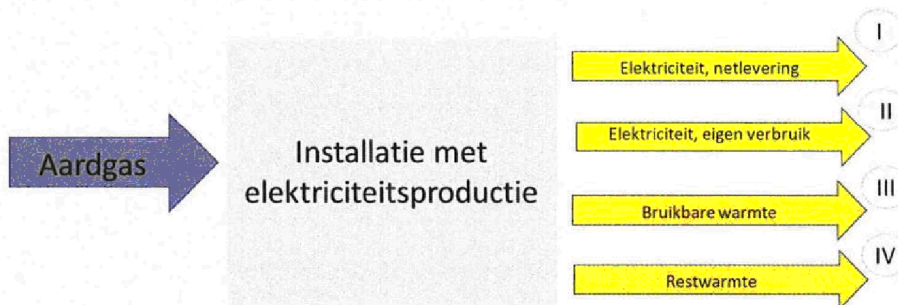 Aardgas
Installatie met
elektriciteitsproductie
Elektriciteit, netlevering
I
Elektriciteit, eigen verbruik
II
Bruikbare warmte
III
Restwarmte
IV